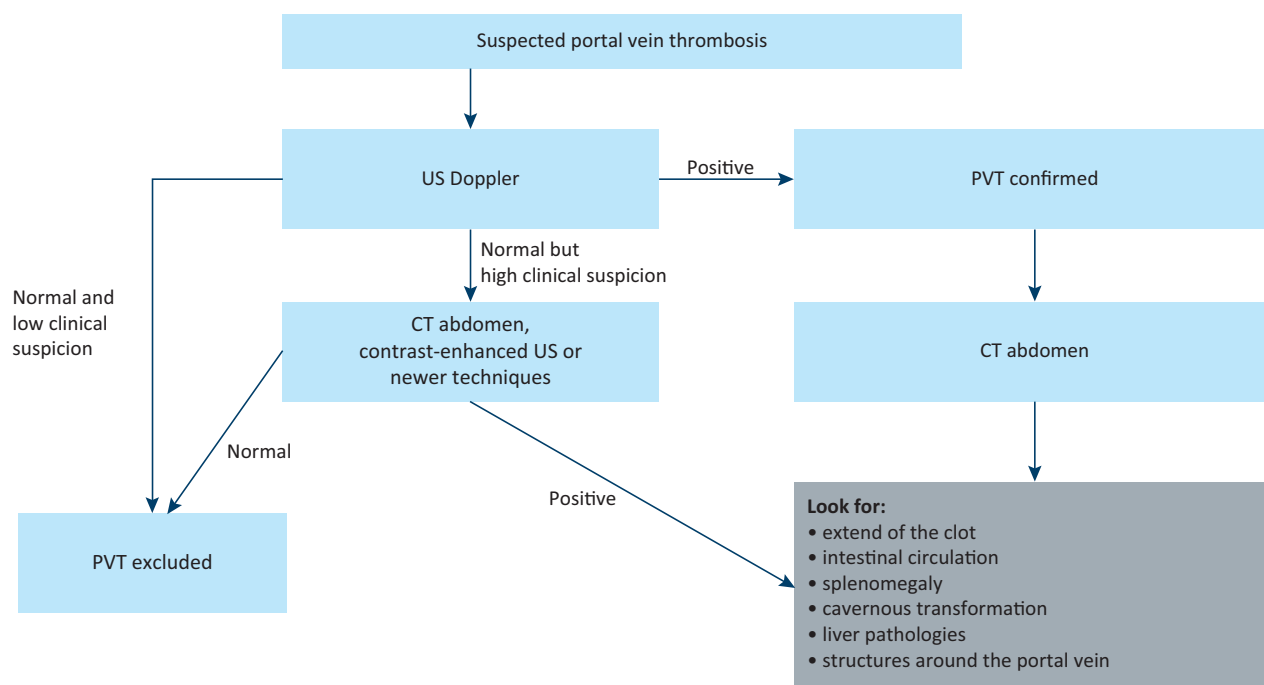 Suspected portal vein thrombosis
US Doppler
Positive
PVT confirmed
Normal but
high clinical suspicion
Normal and
low clinical
suspicion
CT abdomen,
contrast-enhanced US or
newer techniques
CT abdomen
Normal
Positive
PVT excluded
Look for:
• extend of the clot
• intestinal circulation
• splenomegaly
• cavernous transformation
• liver pathologies
• structures around the portal vein